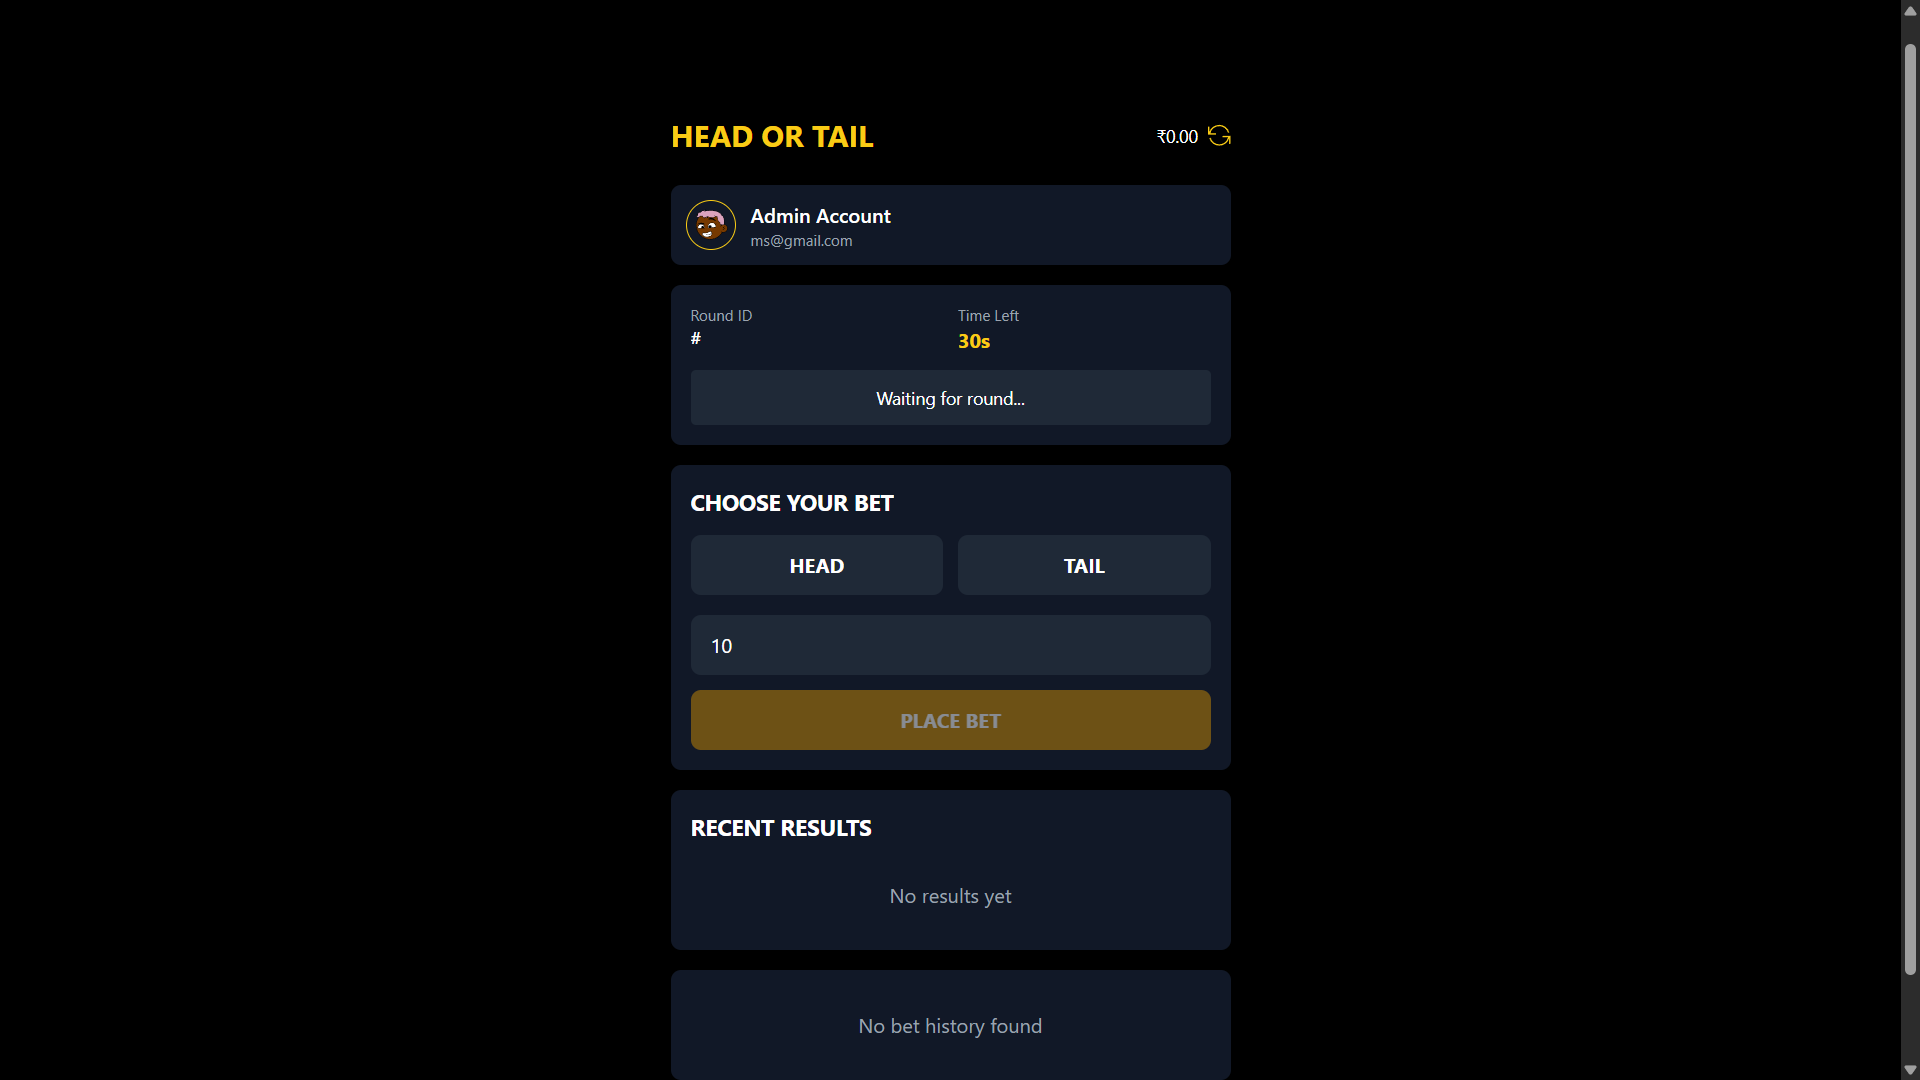 HEAD OR TAIL
₹0.00
Admin Account
ms@gmail.com
Round ID
#
Time Left
30s
Waiting for round...
CHOOSE YOUR BET
HEAD
TAIL
10
PLACE BET
RECENT RESULTS
No results yet
No bet history found